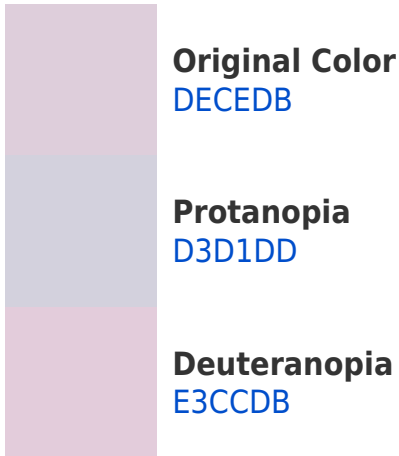 Original Color
DECEDB
Protanopia
D3D1DD
Deuteranopia
E3CCDB